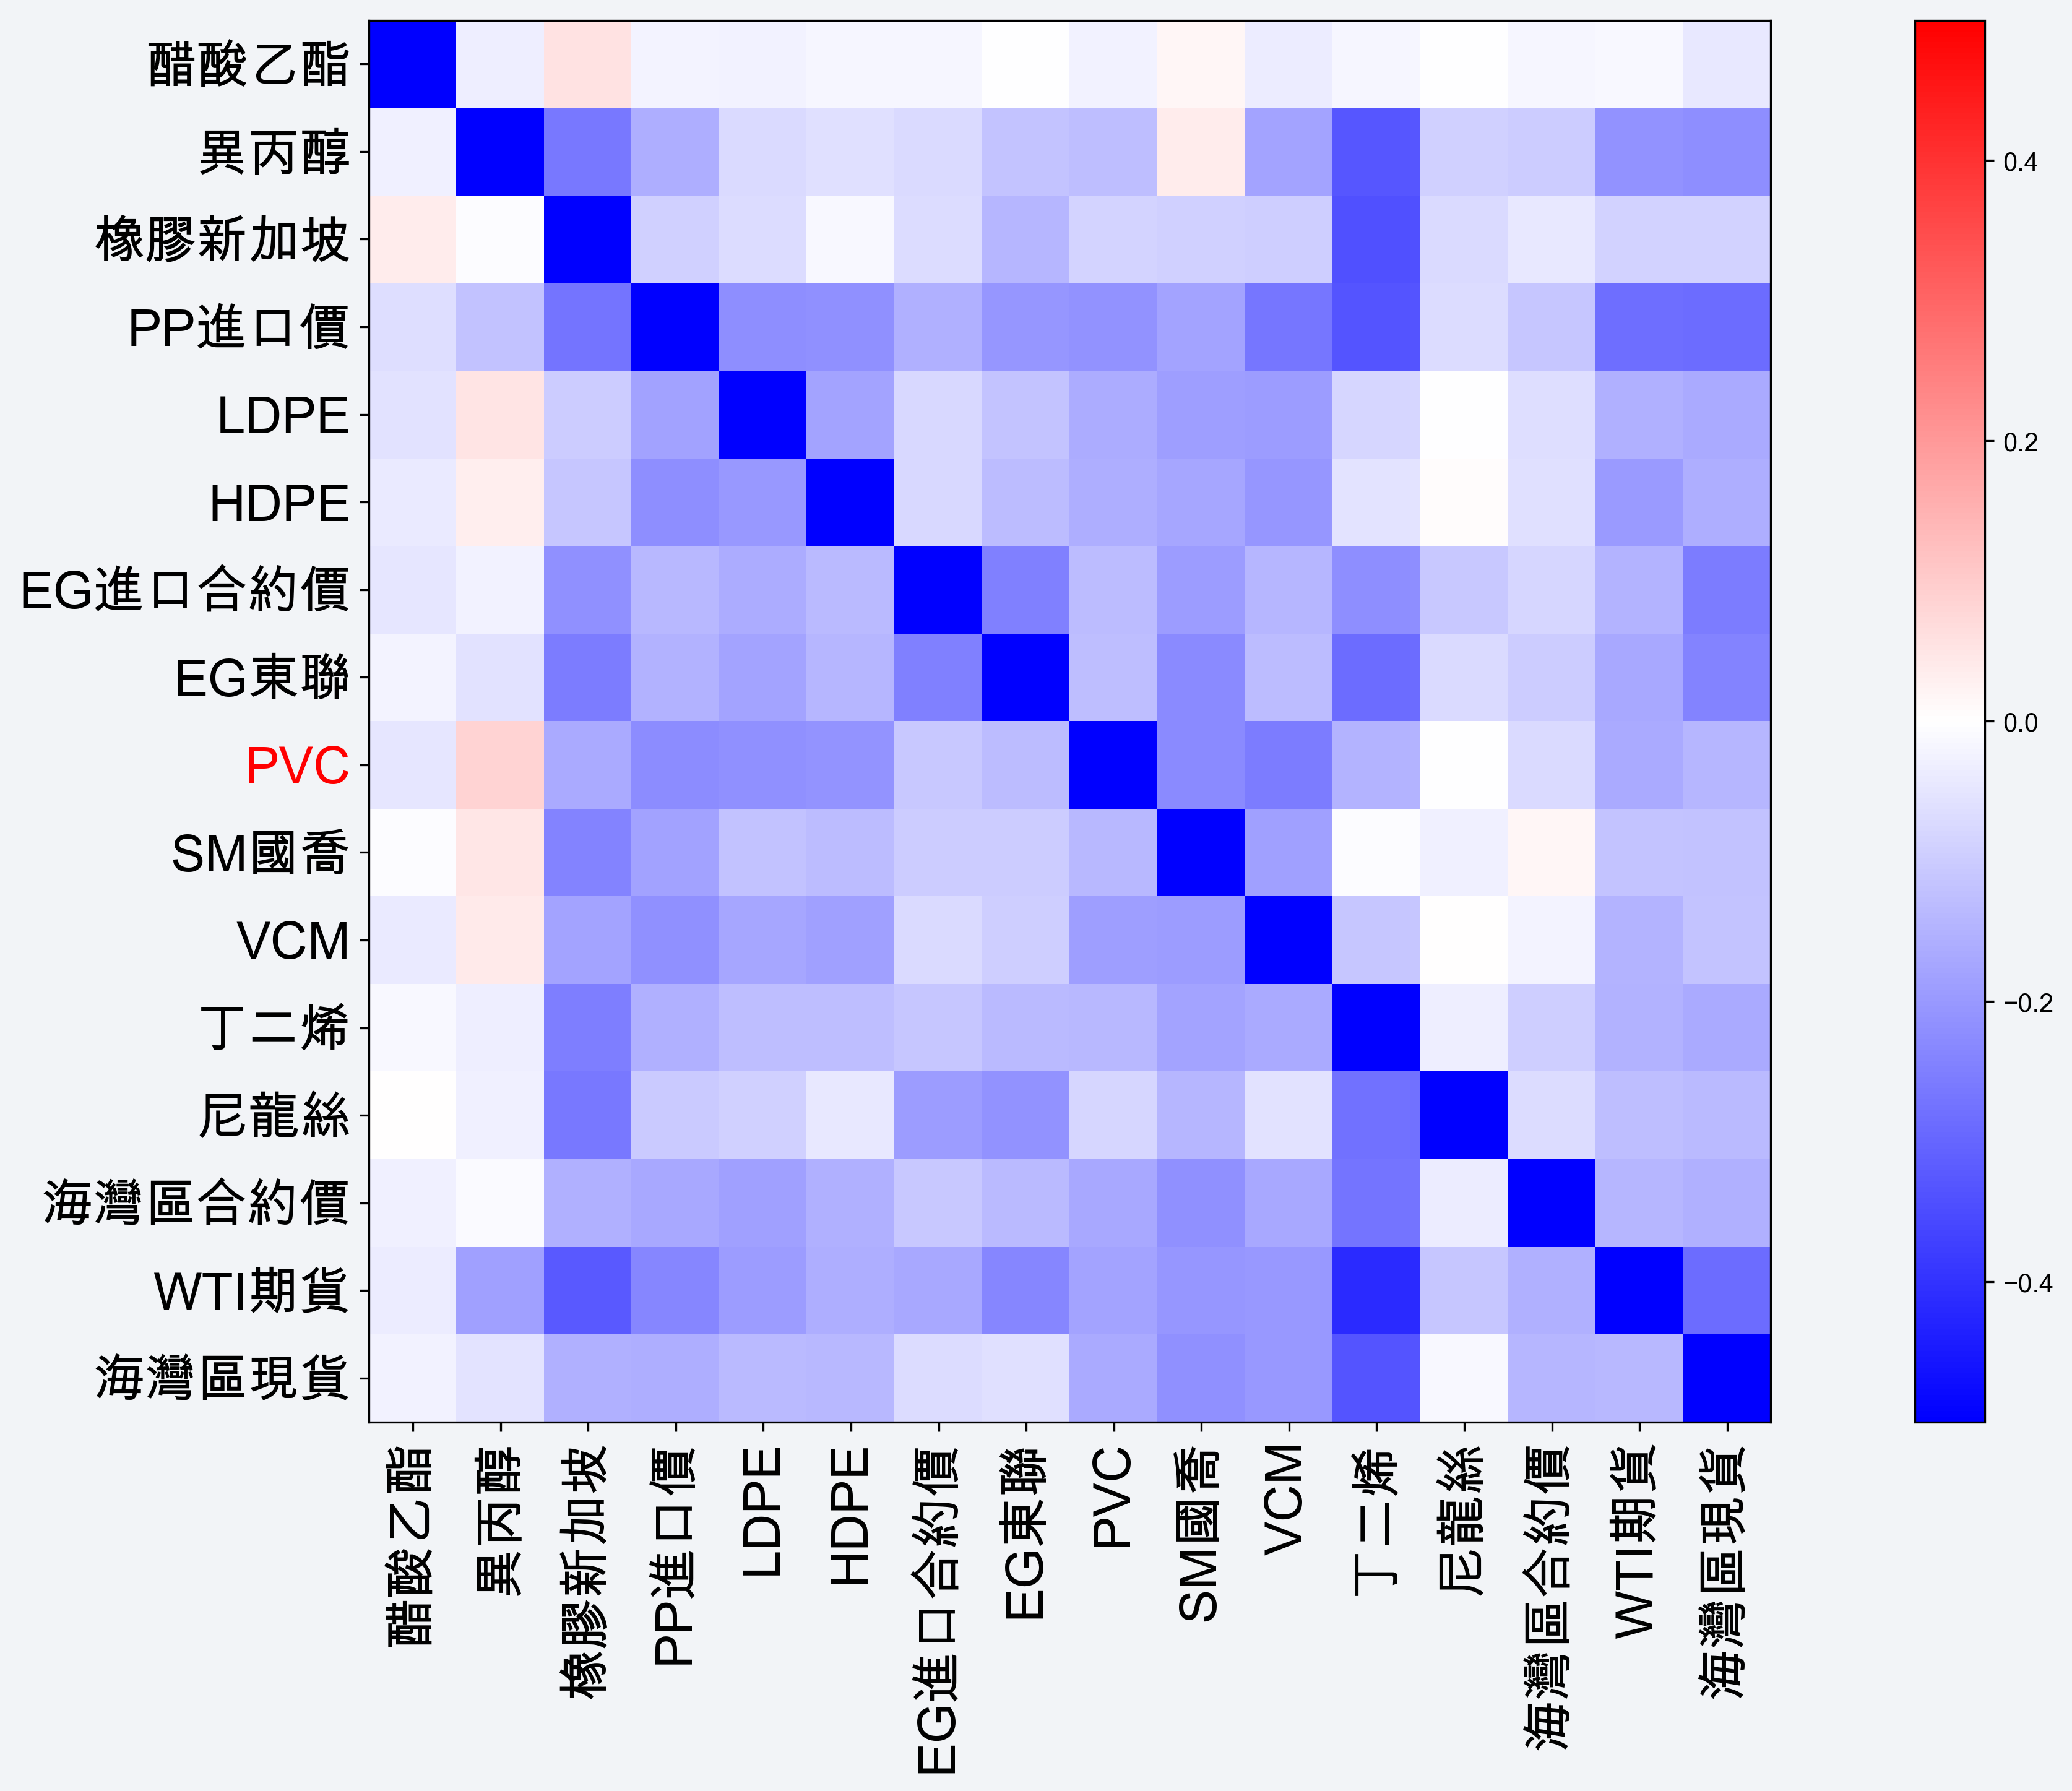 醋酸乙酯
異丙醇
橡膠新加坡
PP進口價
LDPE
HDPE
EG進口合約價
EG東聯
PVC
SM國喬
VCM
丁二烯
尼龍絲
海灣區合約價
WTI期貨
海灣區現貨
醋酸乙酯
異丙醇
橡膠新加坡
PP進口價
LDPE
HDPE
EG進口合約價
EG東聯
PVC
SM國喬
VCM
丁二烯
尼龍絲
海灣區合約價
WTI期貨
海灣區現貨
0.4
0.2
0.0
−0.2
−0.4